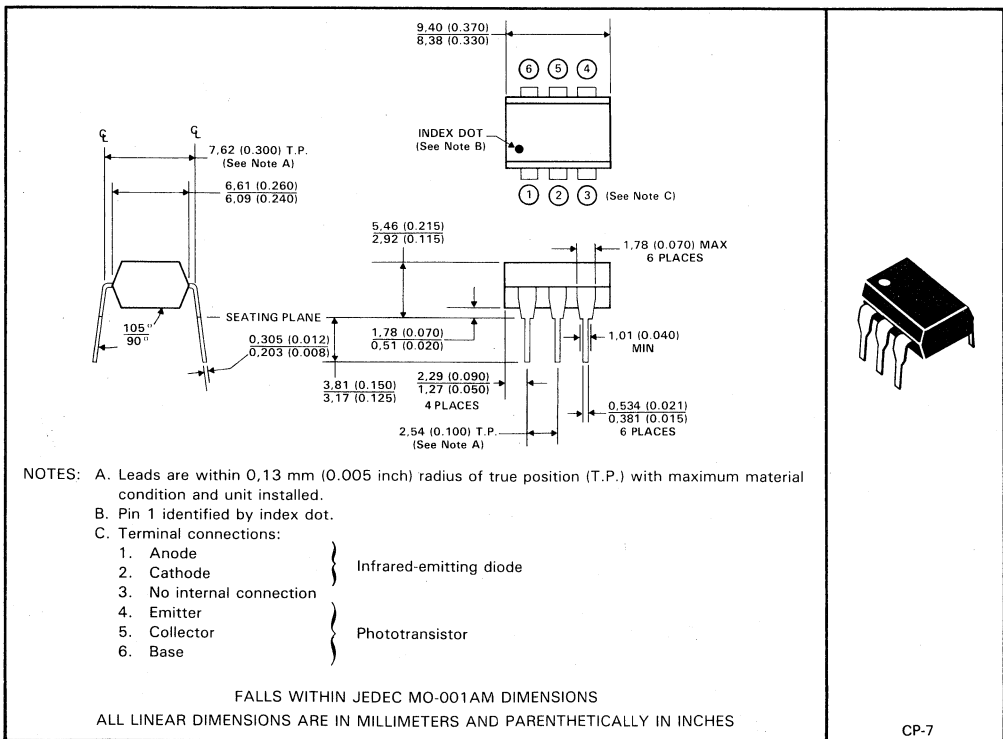 9,40 (0.370)
8,38 (0.330)
6 5 4
INDEX DOT
(See Note B)
1 2 3 (See Note C)
℄ ℄
7,62 (0.300) T.P.
(See Note A)
6,61 (0.260)
6,09 (0.240)
5,46 (0.215)
2,92 (0.115)
1,78 (0.070) MAX
6 PLACES
SEATING PLANE
105°
90°
0,305 (0.012)
0,203 (0.008)
1,78 (0.070)
0,51 (0.020)
1,01 (0.040)
MIN
3,81 (0.150)
3,17 (0.125)
2,29 (0.090)
1,27 (0.050)
4 PLACES
0,534 (0.021)
0,381 (0.015)
6 PLACES
2,54 (0.100) T.P.
(See Note A)
NOTES: A. Leads are within 0,13 mm (0.005 inch) radius of true position (T.P.) with maximum material
condition and unit installed.
B. Pin 1 identified by index dot.
C. Terminal connections:
1. Anode
2. Cathode
Infrared-emitting diode
3. No internal connection
4. Emitter
5. Collector
6. Base
Phototransistor
FALLS WITHIN JEDEC MO-001AM DIMENSIONS
ALL LINEAR DIMENSIONS ARE IN MILLIMETERS AND PARENTHETICALLY IN INCHES
CP-7